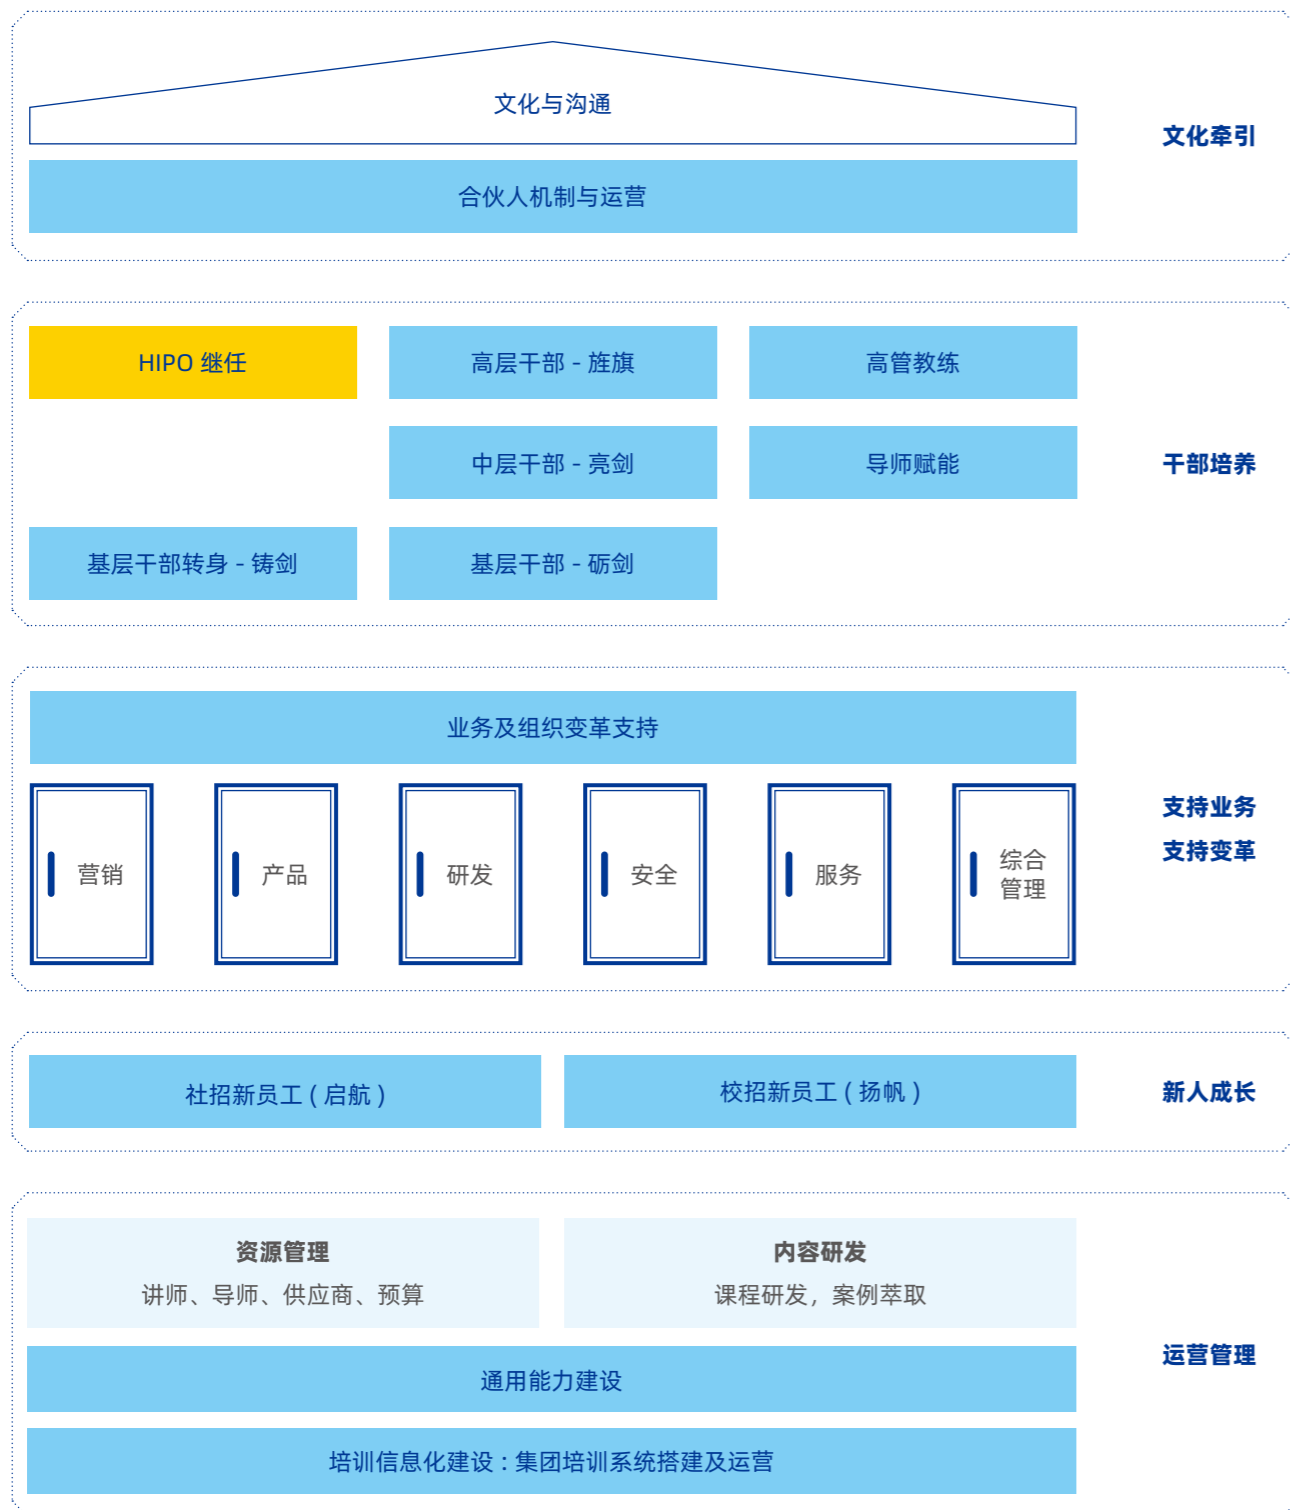 文化与沟通
文化牵引
合伙人机制与运营
HIPO 继任
高层干部 - 旌旗
高管教练
中层干部 - 亮剑
导师赋能
干部培养
基层干部转身 - 铸剑
基层干部 - 砺剑
业务及组织变革支持
支持业务
支持变革
营销
产品
研发
安全
服务
综合
管理
社招新员工 ( 启航 )
校招新员工 ( 扬帆 )
新人成长
资源管理
讲师、导师、供应商、预算
内容研发
课程研发，案例萃取
运营管理
通用能力建设
培训信息化建设 : 集团培训系统搭建及运营